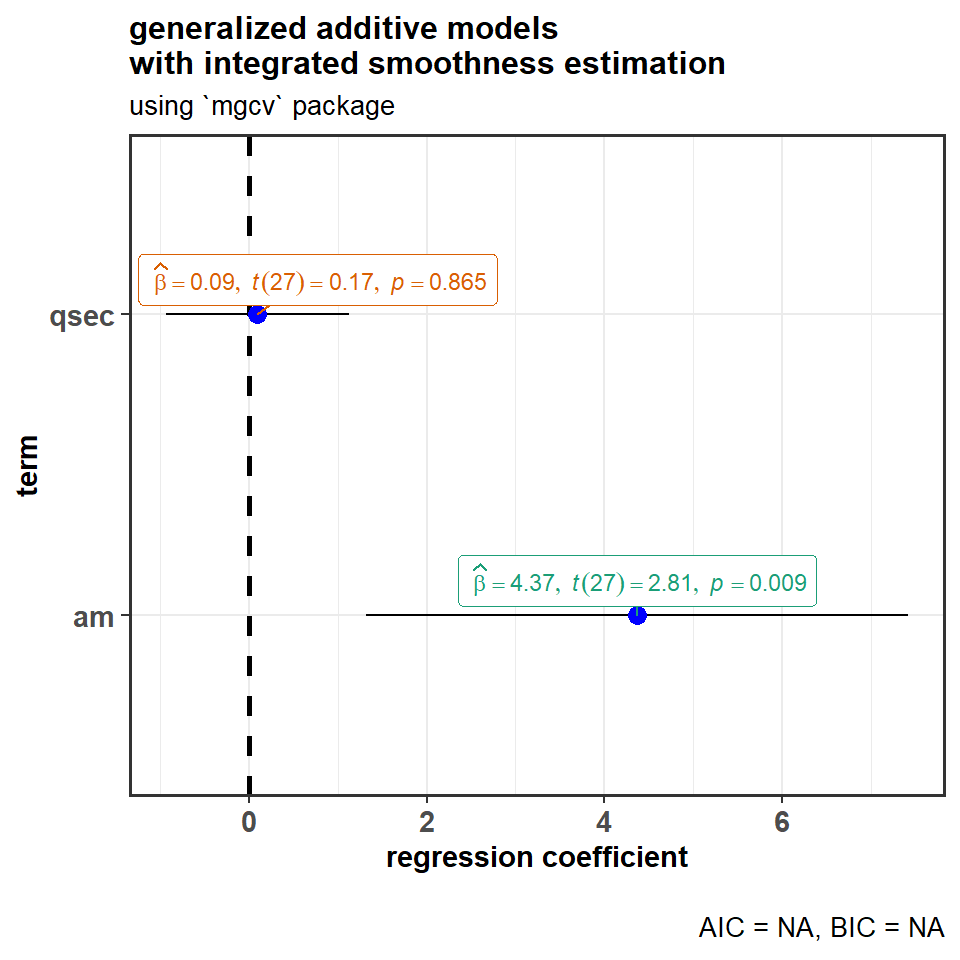 generalized additive models
with integrated smoothness estimation
using `mgcv` package
β̂ = 0.09, t(27) = 0.17, p = 0.865
qsec
term
β̂ = 4.37, t(27) = 2.81, p = 0.009
am
0 2 4 6
regression coefficient
AIC = NA, BIC = NA